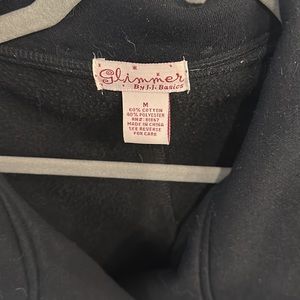 Glimmer
By J.J. Basics
M
60% COTTON
40% POLYESTER
MADE IN CHINA
SEE REVERSE
FOR CARE